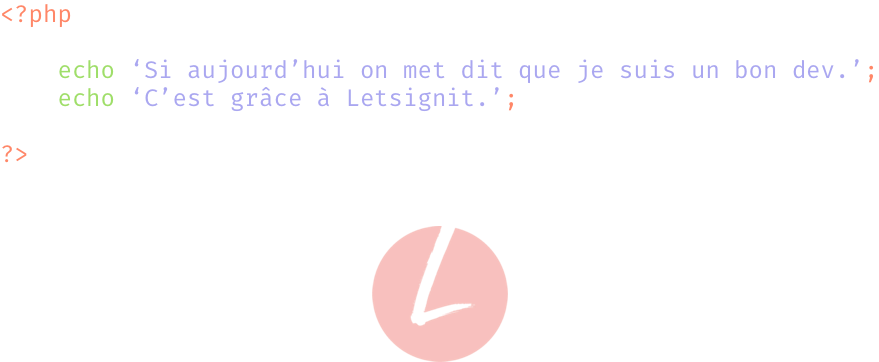 <?php
echo ‘Si aujourd’hui on met dit que je suis un bon dev.’;
echo ‘C’est grâce à Letsignit.’;
?>
L